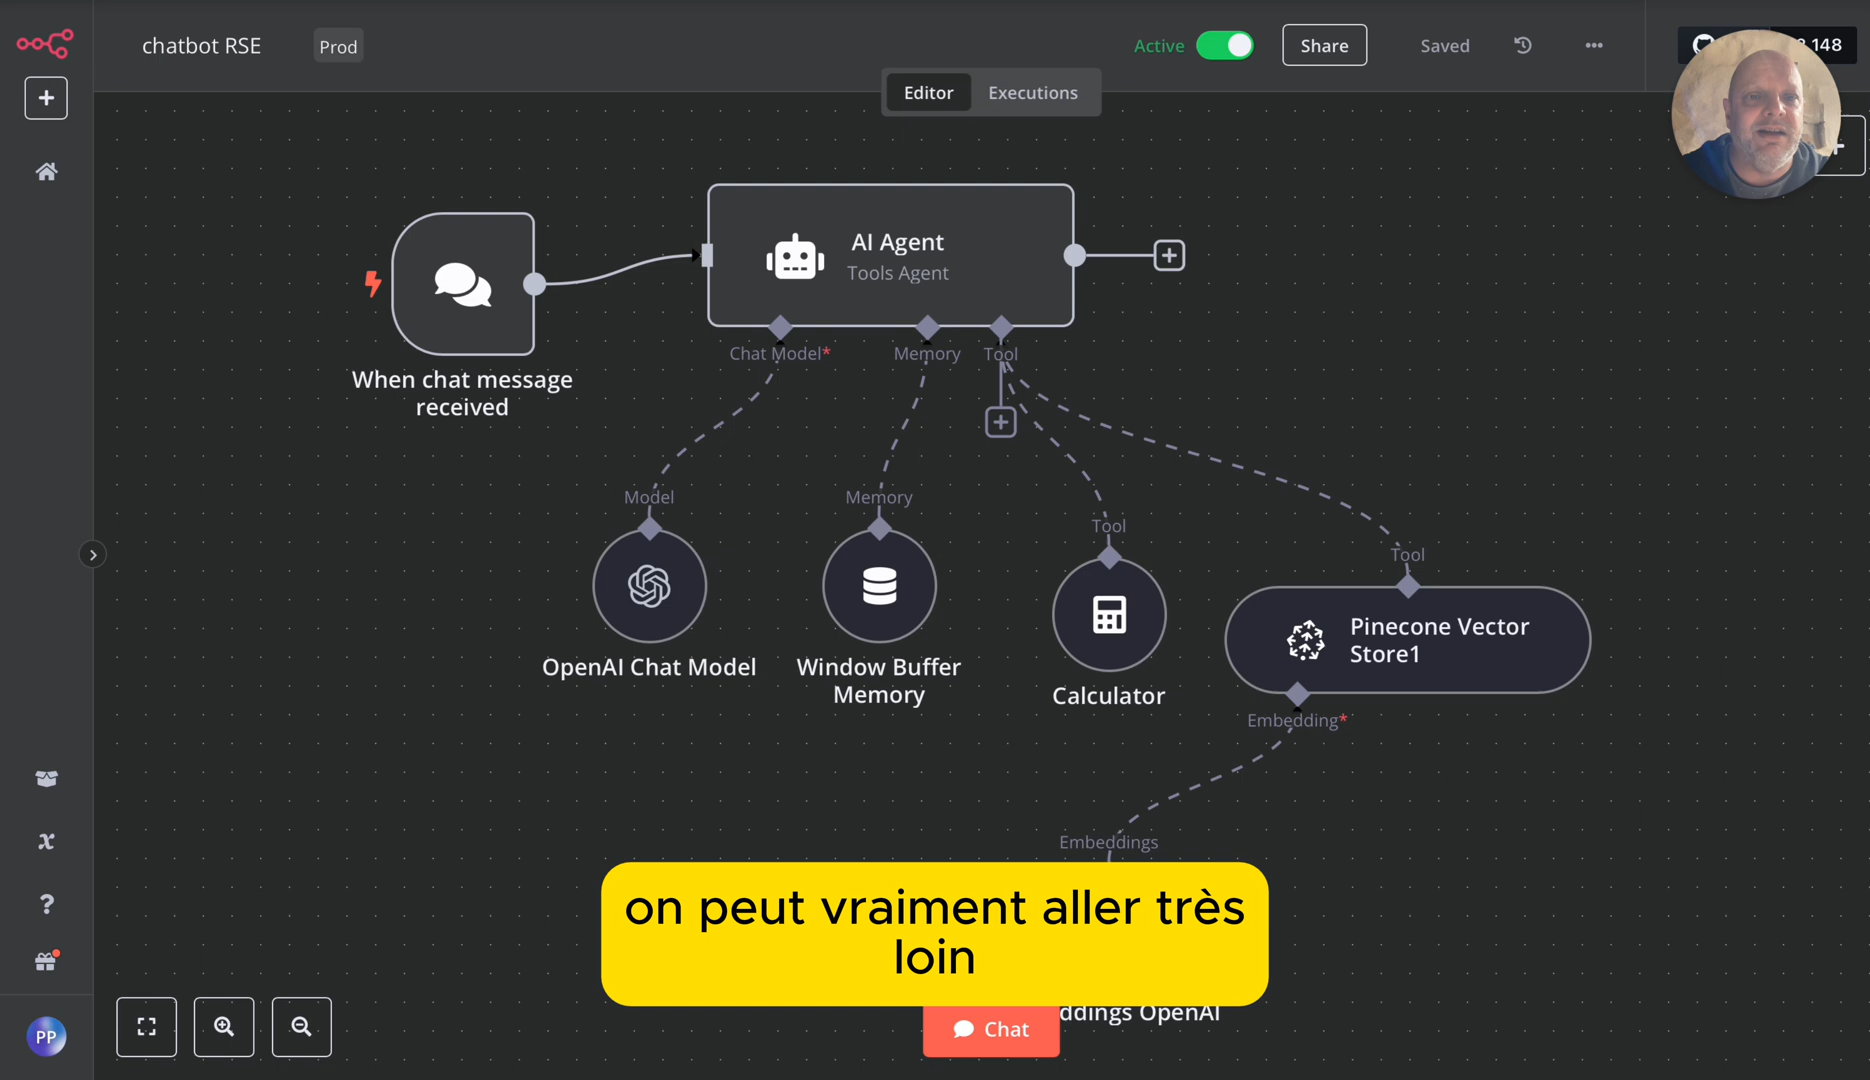 chatbot RSE
Prod
Active
Share
Saved
148
Editor
Executions
AI Agent
Tools Agent
When chat message
received
Chat Model*
Memory
Tool
Model
Memory
Tool
Tool
OpenAI Chat Model
Window Buffer
Memory
Calculator
Pinecone Vector
Store1
Embedding*
Embeddings
on peut vraiment aller très
loin
ddings OpenAI
Chat
PP